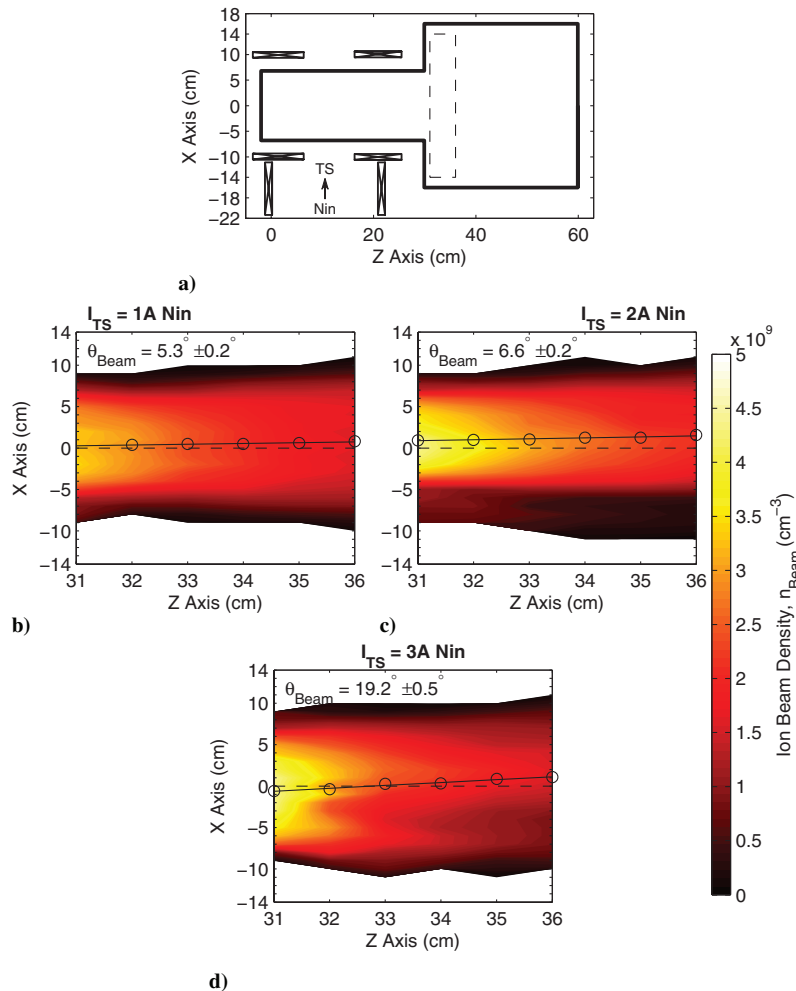 18
14
10
5
0
−5
−10
−14
−18
−22
X Axis (cm)
TS
Nin
0 20 40 60
Z Axis (cm)
a)
I_TS = 1A Nin
θ_Beam = 5.3° ±0.2°
14
10
5
0
−5
−10
−14
X Axis (cm)
31 32 33 34 35 36
Z Axis (cm)
b)
I_TS = 2A Nin
θ_Beam = 6.6° ±0.2°
14
10
5
0
−5
−10
−14
31 32 33 34 35 36
Z Axis (cm)
c)
I_TS = 3A Nin
θ_Beam = 19.2° ±0.5°
14
10
5
0
−5
−10
−14
X Axis (cm)
31 32 33 34 35 36
Z Axis (cm)
d)
x 10^9
5
4.5
4
3.5
3
2.5
2
1.5
1
0.5
0
Ion Beam Density, n_Beam (cm^−3)